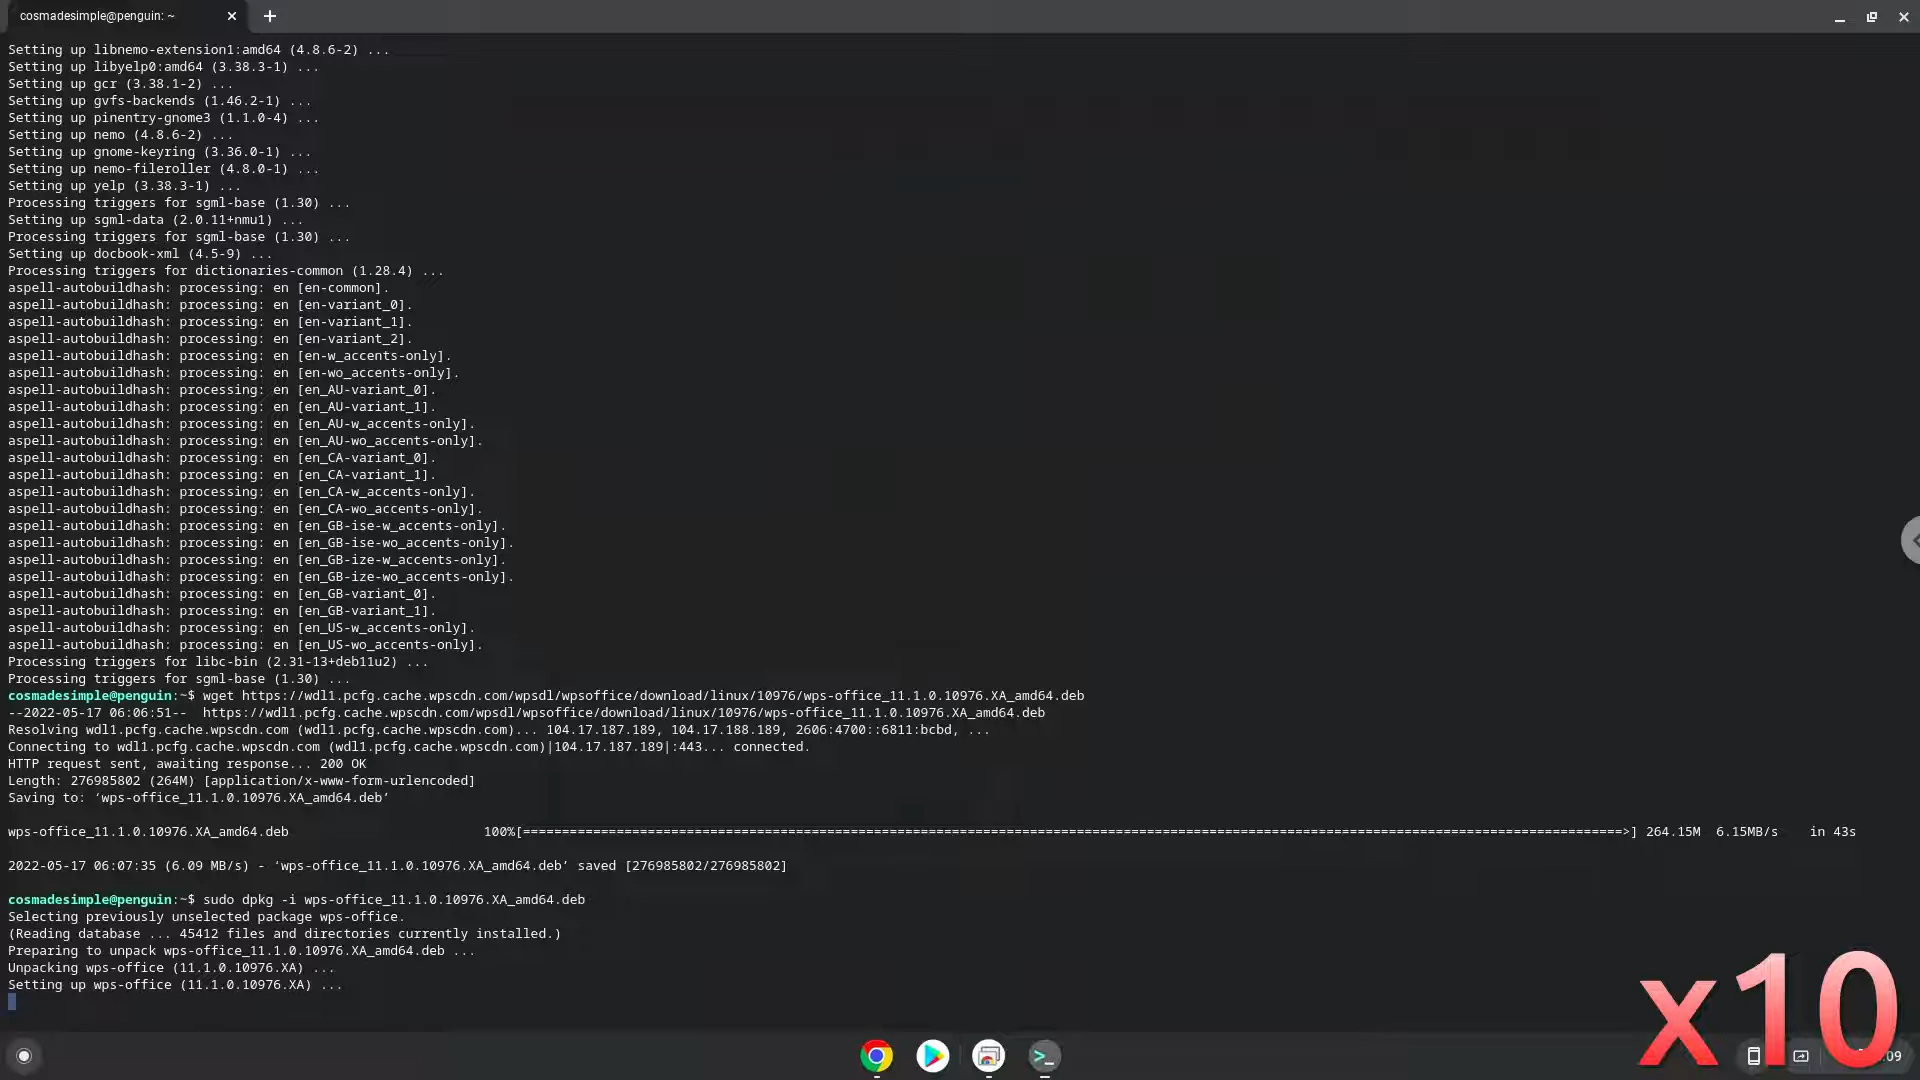 cosmadesimple@penguin: ~
Setting up libnemo-extension1:amd64 (4.8.6-2) ...
Setting up libyelp0:amd64 (3.38.3-1) ...
Setting up gcr (3.38.1-2) ...
Setting up gvfs-backends (1.46.2-1) ...
Setting up pinentry-gnome3 (1.1.0-4) ...
Setting up nemo (4.8.6-2) ...
Setting up gnome-keyring (3.36.0-1) ...
Setting up nemo-fileroller (4.8.0-1) ...
Setting up yelp (3.38.3-1) ...
Processing triggers for sgml-base (1.30) ...
Setting up sgml-data (2.0.11+nmu1) ...
Processing triggers for sgml-base (1.30) ...
Setting up docbook-xml (4.5-9) ...
Processing triggers for dictionaries-common (1.28.4) ...
aspell-autobuildhash: processing: en [en-common].
aspell-autobuildhash: processing: en [en-variant_0].
aspell-autobuildhash: processing: en [en-variant_1].
aspell-autobuildhash: processing: en [en-variant_2].
aspell-autobuildhash: processing: en [en-w_accents-only].
aspell-autobuildhash: processing: en [en-wo_accents-only].
aspell-autobuildhash: processing: en [en_AU-variant_0].
aspell-autobuildhash: processing: en [en_AU-variant_1].
aspell-autobuildhash: processing: en [en_AU-w_accents-only].
aspell-autobuildhash: processing: en [en_AU-wo_accents-only].
aspell-autobuildhash: processing: en [en_CA-variant_0].
aspell-autobuildhash: processing: en [en_CA-variant_1].
aspell-autobuildhash: processing: en [en_CA-w_accents-only].
aspell-autobuildhash: processing: en [en_CA-wo_accents-only].
aspell-autobuildhash: processing: en [en_GB-ise-w_accents-only].
aspell-autobuildhash: processing: en [en_GB-ise-wo_accents-only].
aspell-autobuildhash: processing: en [en_GB-ize-w_accents-only].
aspell-autobuildhash: processing: en [en_GB-ize-wo_accents-only].
aspell-autobuildhash: processing: en [en_GB-variant_0].
aspell-autobuildhash: processing: en [en_GB-variant_1].
aspell-autobuildhash: processing: en [en_US-w_accents-only].
aspell-autobuildhash: processing: en [en_US-wo_accents-only].
Processing triggers for libc-bin (2.31-13+deb11u2) ...
Processing triggers for sgml-base (1.30) ...
cosmadesimple@penguin:~$ wget https://wdl1.pcfg.cache.wpscdn.com/wpsdl/wpsoffice/download/linux/10976/wps-office_11.1.0.10976.XA_amd64.deb
--2022-05-17 06:06:51--  https://wdl1.pcfg.cache.wpscdn.com/wpsdl/wpsoffice/download/linux/10976/wps-office_11.1.0.10976.XA_amd64.deb
Resolving wdl1.pcfg.cache.wpscdn.com (wdl1.pcfg.cache.wpscdn.com)... 104.17.187.189, 104.17.188.189, 2606:4700::6811:bcbd, ...
Connecting to wdl1.pcfg.cache.wpscdn.com (wdl1.pcfg.cache.wpscdn.com)|104.17.187.189|:443... connected.
HTTP request sent, awaiting response... 200 OK
Length: 276985802 (264M) [application/x-www-form-urlencoded]
Saving to: ‘wps-office_11.1.0.10976.XA_amd64.deb’
wps-office_11.1.0.10976.XA_amd64.deb 100%[=============================================================================================================================================>] 264.15M 6.15MB/s in 43s
2022-05-17 06:07:35 (6.09 MB/s) - ‘wps-office_11.1.0.10976.XA_amd64.deb’ saved [276985802/276985802]
cosmadesimple@penguin:~$ sudo dpkg -i wps-office_11.1.0.10976.XA_amd64.deb
Selecting previously unselected package wps-office.
(Reading database ... 45412 files and directories currently installed.)
Preparing to unpack wps-office_11.1.0.10976.XA_amd64.deb ...
Unpacking wps-office (11.1.0.10976.XA) ...
Setting up wps-office (11.1.0.10976.XA) ...
x10